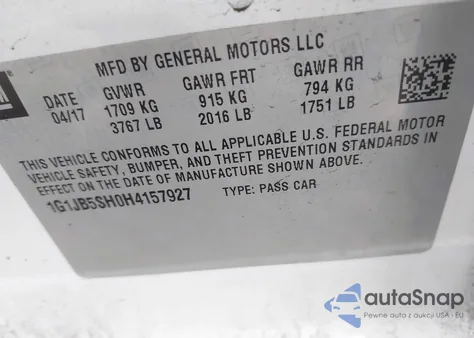 MFD BY GENERAL MOTORS LLC
DATE GVWR GAWR FRT GAWR RR
04/17 1709 KG 915 KG 794 KG
3767 LB 2016 LB 1751 LB
THIS VEHICLE CONFORMS TO ALL APPLICABLE U.S. FEDERAL MOTOR
VEHICLE SAFETY, BUMPER, AND THEFT PREVENTION STANDARDS IN
EFFECT ON THE DATE OF MANUFACTURE SHOWN ABOVE.
1G1JB5SH0H4157927 TYPE: PASS CAR
autoSnap
Pewne auto z aukcji USA i EU